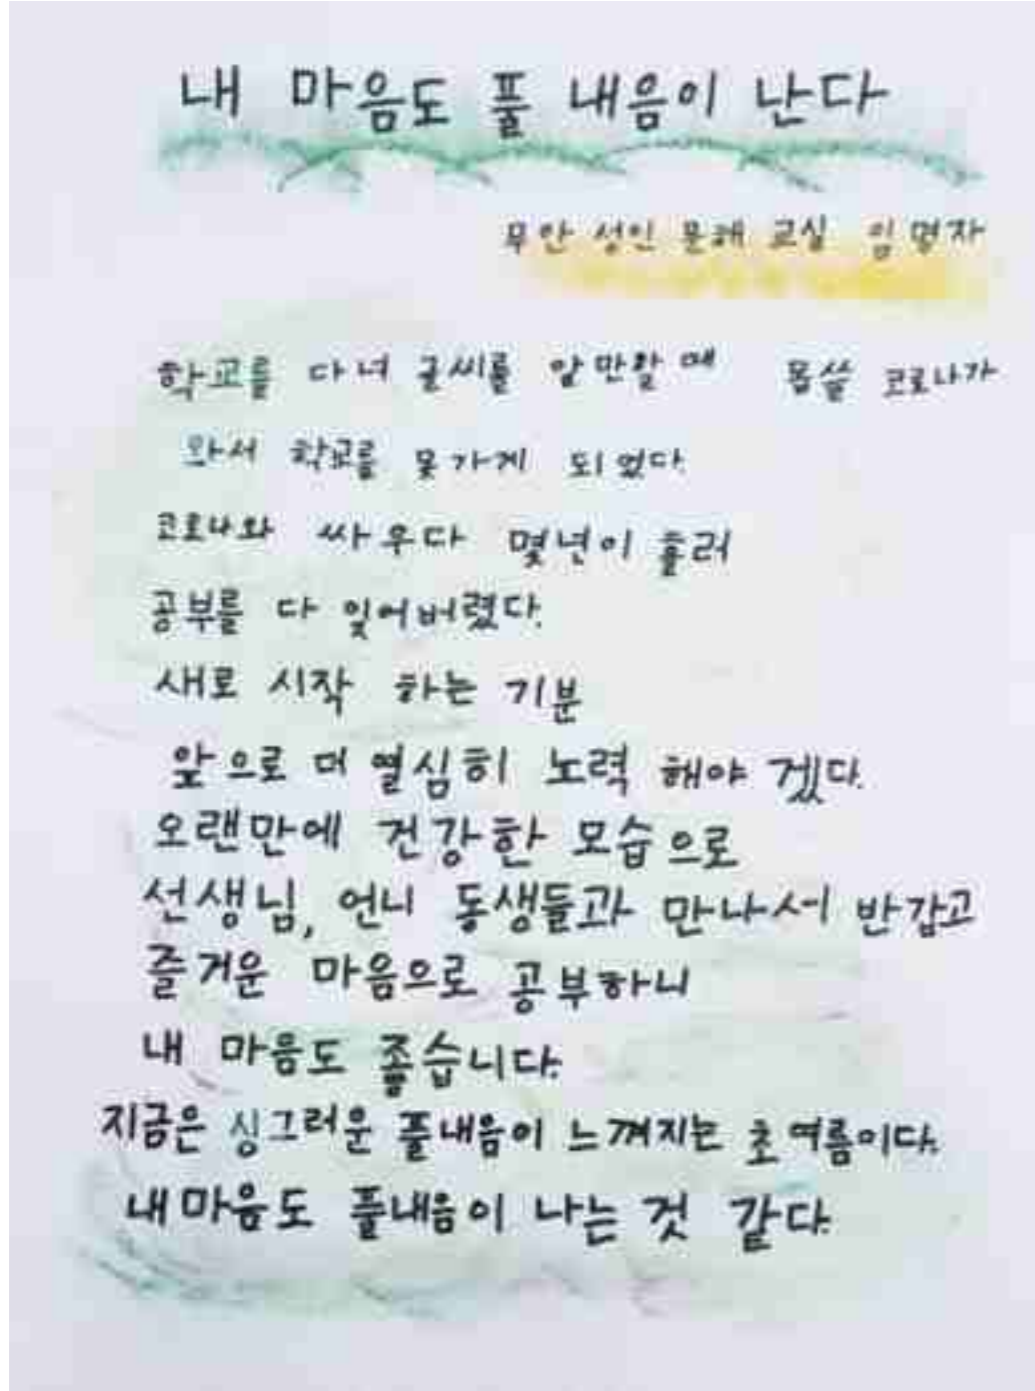 내 마음도 풀 내음이 난다
무안 성인 문해 교실 임명자
학교를 다녀 글씨를 알만할때 몹쓸 코로나가
와서 학교를 못가게 되었다.
코로나와 싸우다 몇년이 흘러
공부를 다 잊어버렸다.
새로 시작 하는 기분
앞으로 더 열심히 노력 해야 겠다.
오랜만에 건강한 모습으로
선생님, 언니 동생들과 만나서 반갑고
즐거운 마음으로 공부하니
내 마음도 좋습니다.
지금은 싱그러운 풀내음이 느껴지는 초여름이다.
내마음도 풀내음이 나는 것 같다.